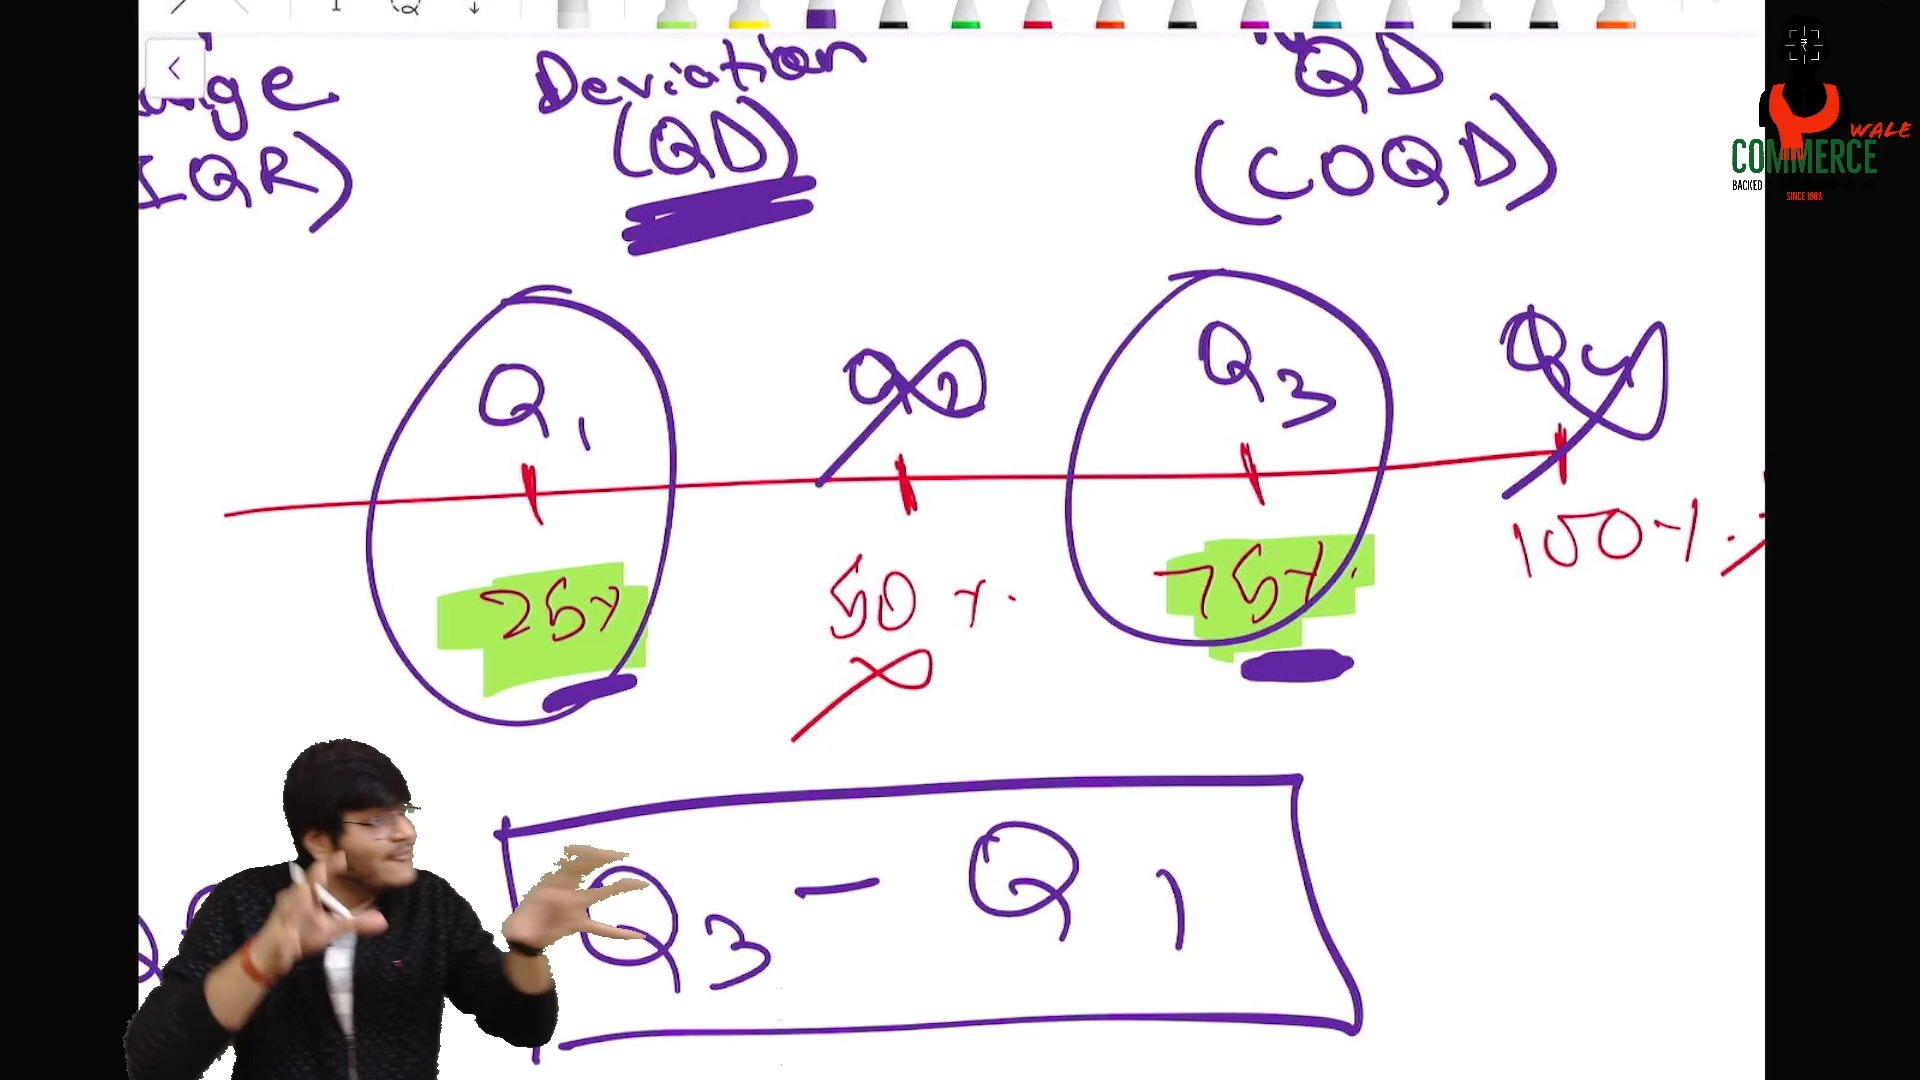 QD
Deviation
(QD)
IQR)
(COQD)
WALE
COMMERCE
BACKED
SINCE 1993
Q1
Q2
Q3
Q4
25%
50%
75%
100%
Q3 - Q1